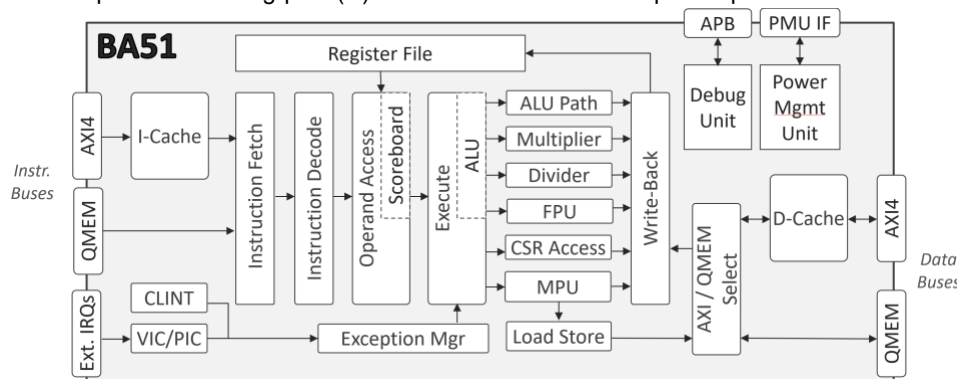 BA51
APB
PMU IF
Register File
Debug
Unit
Power
Mgmt
Unit
AXI4
I-Cache
Instr.
Buses
QMEM
Instruction Fetch
Instruction Decode
Operand Access
Scoreboard
Execute
ALU
ALU Path
Multiplier
Divider
FPU
CSR Access
MPU
Load Store
Write-Back
AXI / QMEM
Select
D-Cache
AXI4
Data
Buses
QMEM
Ext. IRQs
CLINT
VIC/PIC
Exception Mgr